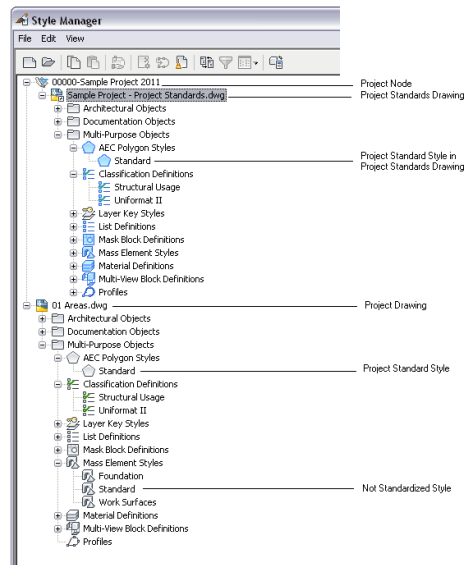 Style Manager
File Edit View
00000-Sample Project 2011
Project Node
Sample Project - Project Standards.dwg
Project Standards Drawing
Architectural Objects
Documentation Objects
Multi-Purpose Objects
AEC Polygon Styles
Standard
Project Standard Style in
Project Standards Drawing
Classification Definitions
Structural Usage
Uniformat II
Layer Key Styles
List Definitions
Mask Block Definitions
Mass Element Styles
Material Definitions
Multi-View Block Definitions
Profiles
01 Areas.dwg
Project Drawing
Architectural Objects
Documentation Objects
Multi-Purpose Objects
AEC Polygon Styles
Standard
Project Standard Style
Classification Definitions
Structural Usage
Uniformat II
Layer Key Styles
List Definitions
Mask Block Definitions
Mass Element Styles
Foundation
Standard
Not Standardized Style
Work Surfaces
Material Definitions
Multi-View Block Definitions
Profiles